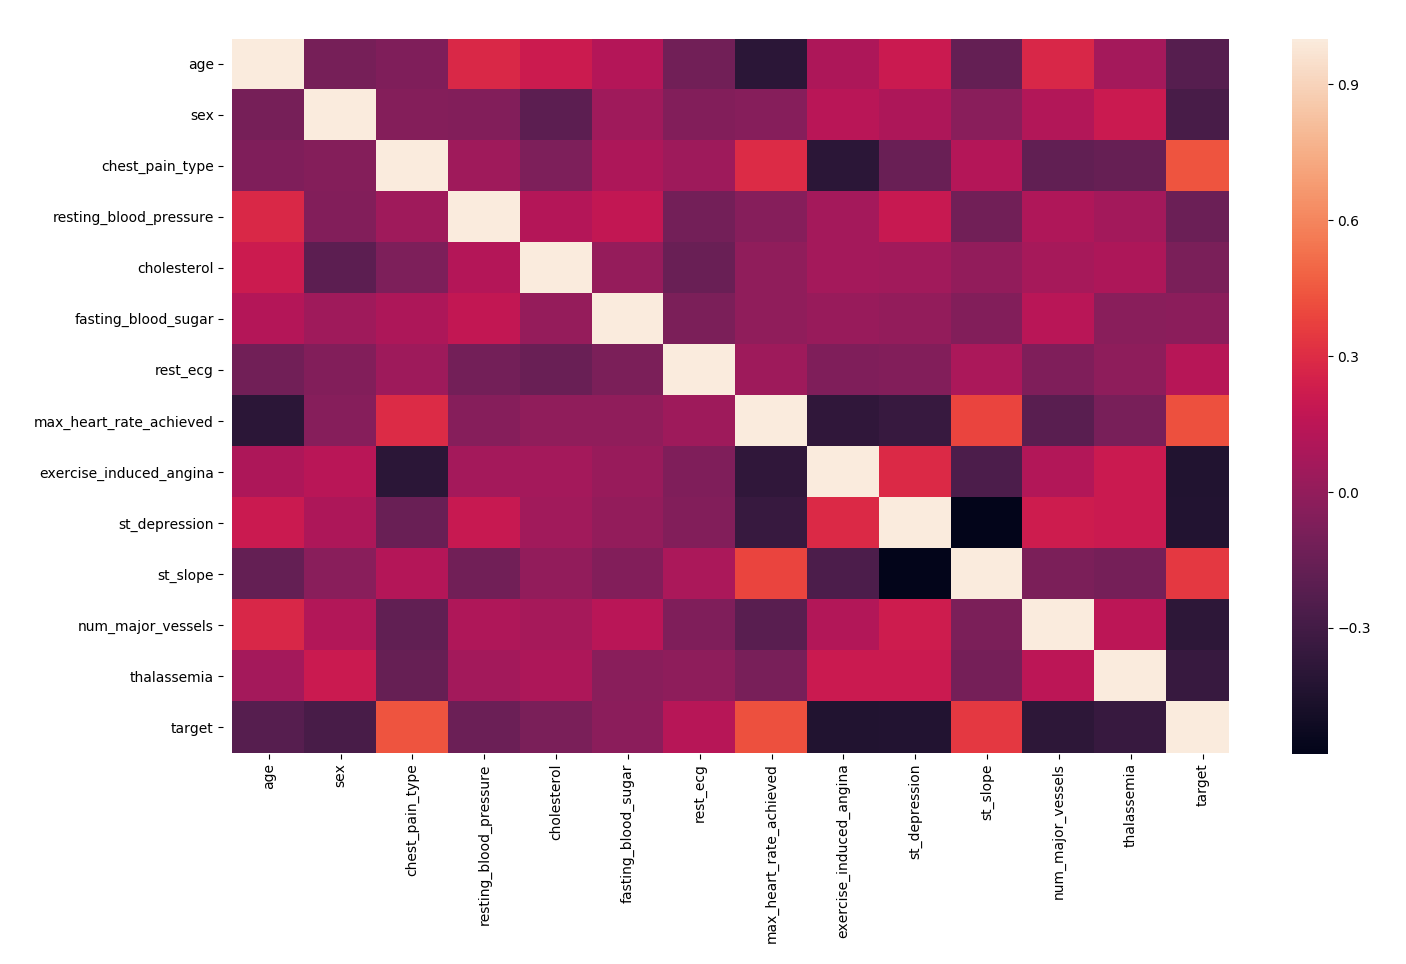 age
sex
chest_pain_type
resting_blood_pressure
cholesterol
fasting_blood_sugar
rest_ecg
max_heart_rate_achieved
exercise_induced_angina
st_depression
st_slope
num_major_vessels
thalassemia
target
age
sex
chest_pain_type
resting_blood_pressure
cholesterol
fasting_blood_sugar
rest_ecg
max_heart_rate_achieved
exercise_induced_angina
st_depression
st_slope
num_major_vessels
thalassemia
target
0.9
0.6
0.3
0.0
−0.3